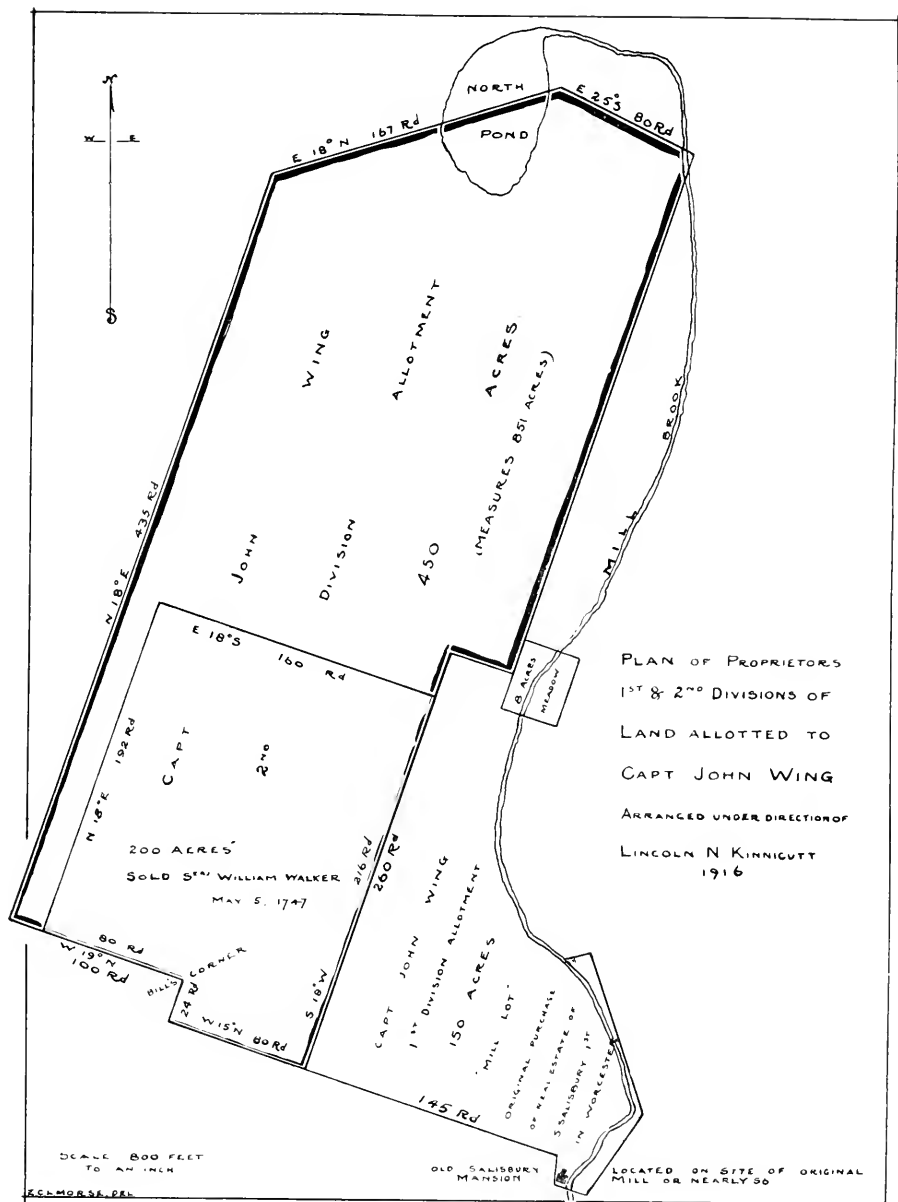 N
W E
S
NORTH
POND
E 18° N 167 Rd
E 25° S 80 Rd
JOHN WING
DIVISION ALLOTMENT
450 ACRES
(MEASURES 851 ACRES)
MILL BROOK
N 18° E 435 Rd
E 18° S 160 Rd
8 ACRES
MEADOW
CAPT
2ND
N 18° E 192 Rd
200 ACRES
SOLD WILLIAM WALKER
MAY 5, 1747
216 Rd
260 Rd
S 18° W
80 Rd
W 19° N
100 Rd
BILL'S CORNER
24 Rd
W 15° N 80 Rd
CAPT JOHN WING
1ST DIVISION ALLOTMENT
150 ACRES
"MILL LOT"
ORIGINAL PURCHASE
OF REAL ESTATE OF
S SALISBURY 1ST
IN WORCESTER
145 Rd
PLAN OF PROPRIETORS
1ST & 2ND DIVISIONS OF
LAND ALLOTTED TO
CAPT JOHN WING
ARRANGED UNDER DIRECTION OF
LINCOLN N KINNICUTT
1916
SCALE 800 FEET
TO AN INCH
OLD SALISBURY
MANSION
LOCATED ON SITE OF ORIGINAL
MILL OR NEARLY SO
MORSE, DEL